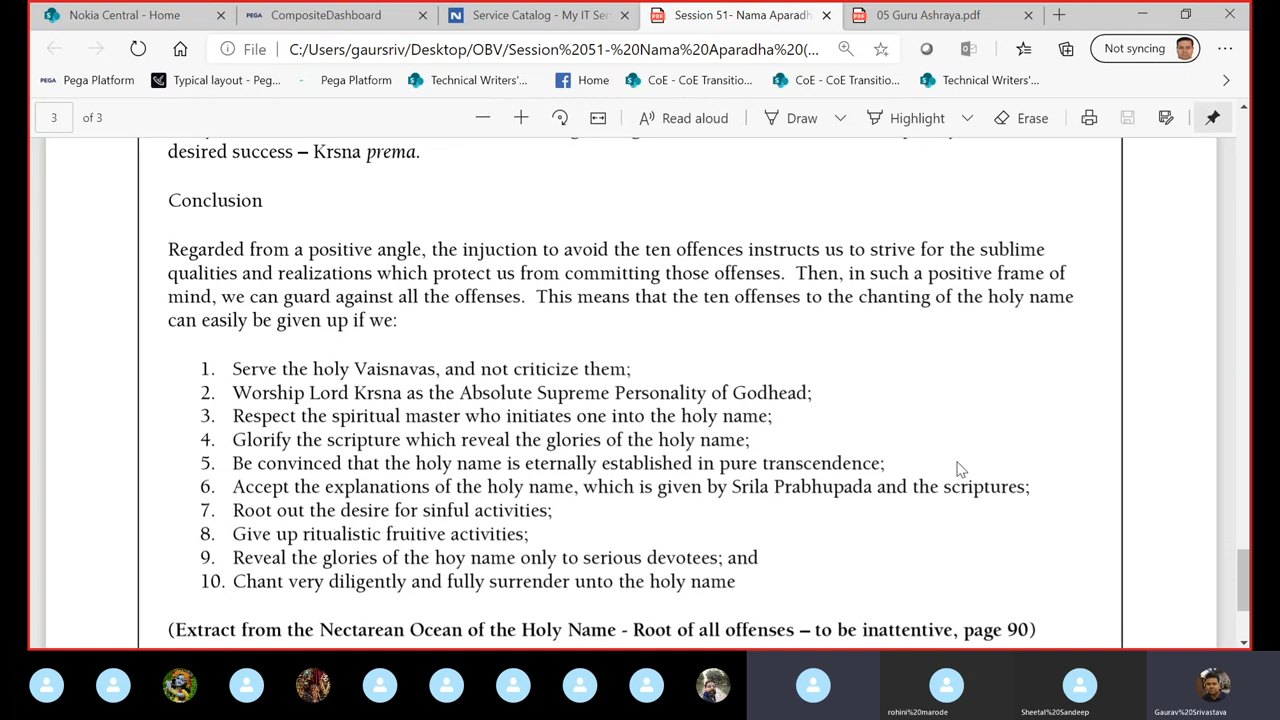 Nokia Central - Home
CompositeDashboard
Service Catalog - My IT Ser
Session 51- Nama Aparadh
05 Guru Ashraya.pdf
File
C:/Users/gaursriv/Desktop/OBV/Session%2051-%20Nama%20Aparadha%20(...
Not syncing
Pega Platform
Typical layout - Peg...
Pega Platform
Technical Writers'...
Home
CoE - CoE Transitio...
CoE - CoE Transitio...
Technical Writers'...
3 of 3
Read aloud
Draw
Highlight
Erase
desired success – Krsna prema.
Conclusion
Regarded from a positive angle, the injuction to avoid the ten offences instructs us to strive for the sublime
qualities and realizations which protect us from committing those offenses. Then, in such a positive frame of
mind, we can guard against all the offenses. This means that the ten offenses to the chanting of the holy name
can easily be given up if we:
1. Serve the holy Vaisnavas, and not criticize them;
2. Worship Lord Krsna as the Absolute Supreme Personality of Godhead;
3. Respect the spiritual master who initiates one into the holy name;
4. Glorify the scripture which reveal the glories of the holy name;
5. Be convinced that the holy name is eternally established in pure transcendence;
6. Accept the explanations of the holy name, which is given by Srila Prabhupada and the scriptures;
7. Root out the desire for sinful activities;
8. Give up ritualistic fruitive activities;
9. Reveal the glories of the hoy name only to serious devotees; and
10. Chant very diligently and fully surrender unto the holy name
(Extract from the Nectarean Ocean of the Holy Name - Root of all offenses – to be inattentive, page 90)
rohini%20marode
Sheetal%20Sandeep
Gaurav%20Srivastava